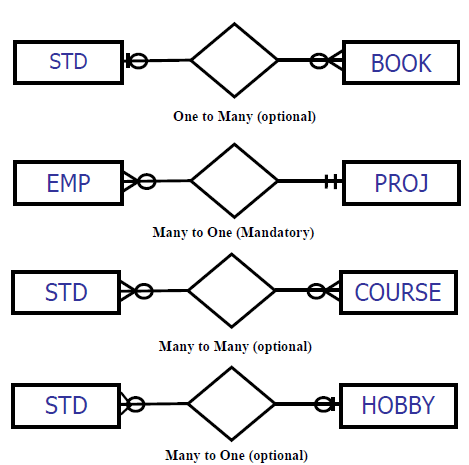 STD BOOK
One to Many (optional)
EMP PROJ
Many to One (Mandatory)
STD COURSE
Many to Many (optional)
STD HOBBY
Many to One (optional)